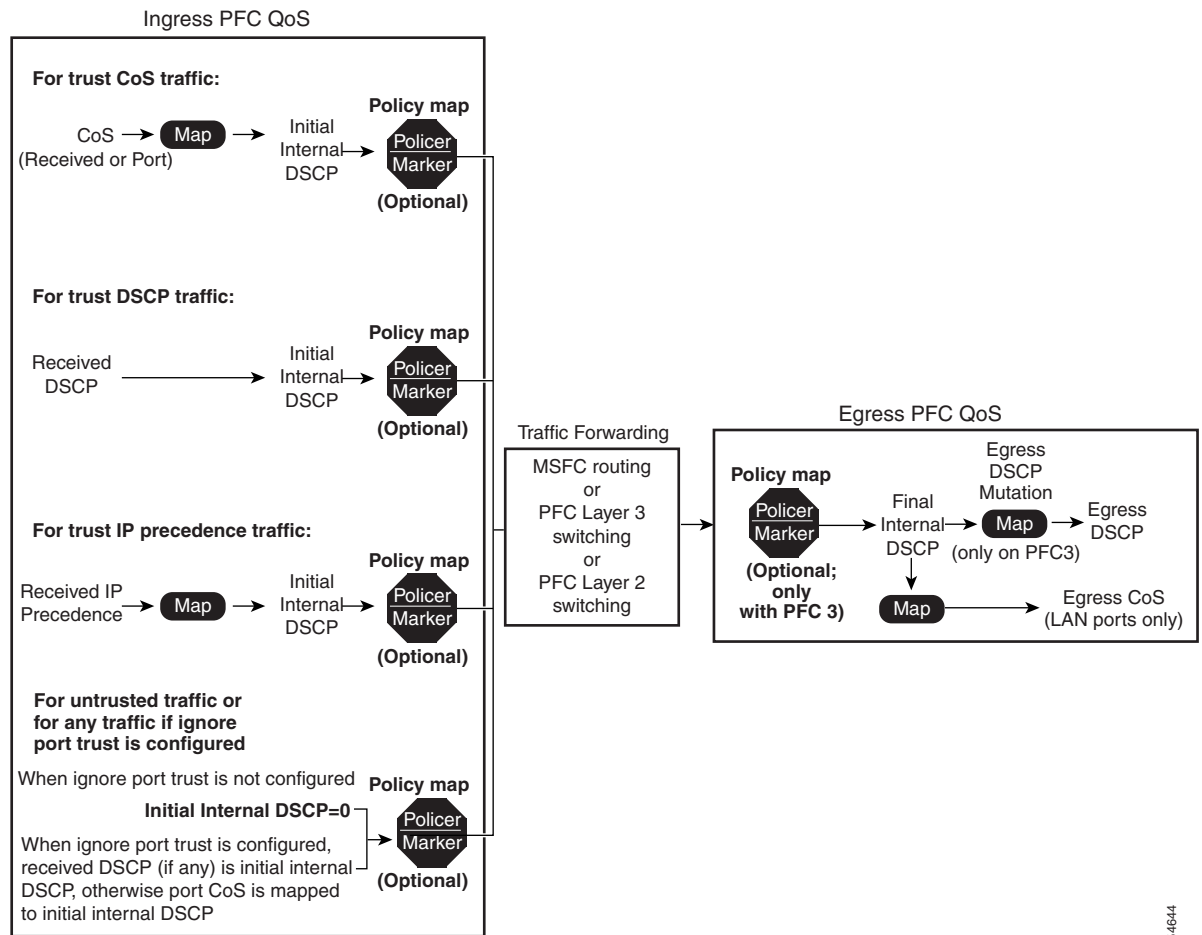 Ingress PFC QoS
For trust CoS traffic:
Policy map
CoS
(Received or Port)
Map
Initial
Internal
DSCP
Policer
Marker
(Optional)
For trust DSCP traffic:
Policy map
Received
DSCP
Initial
Internal
DSCP
Policer
Marker
(Optional)
For trust IP precedence traffic:
Policy map
Received IP
Precedence
Map
Initial
Internal
DSCP
Policer
Marker
(Optional)
For untrusted traffic or
for any traffic if ignore
port trust is configured
When ignore port trust is not configured
Initial Internal DSCP=0
When ignore port trust is configured,
received DSCP (if any) is initial internal
DSCP, otherwise port CoS is mapped
to initial internal DSCP
Policy map
Policer
Marker
(Optional)
Traffic Forwarding
MSFC routing
or
PFC Layer 3
switching
or
PFC Layer 2
switching
Egress PFC QoS
Policy map
Policer
Marker
(Optional;
only
with PFC 3)
Final
Internal
DSCP
Egress
DSCP
Mutation
Map
(only on PFC3)
Egress
DSCP
Map
Egress CoS
(LAN ports only)